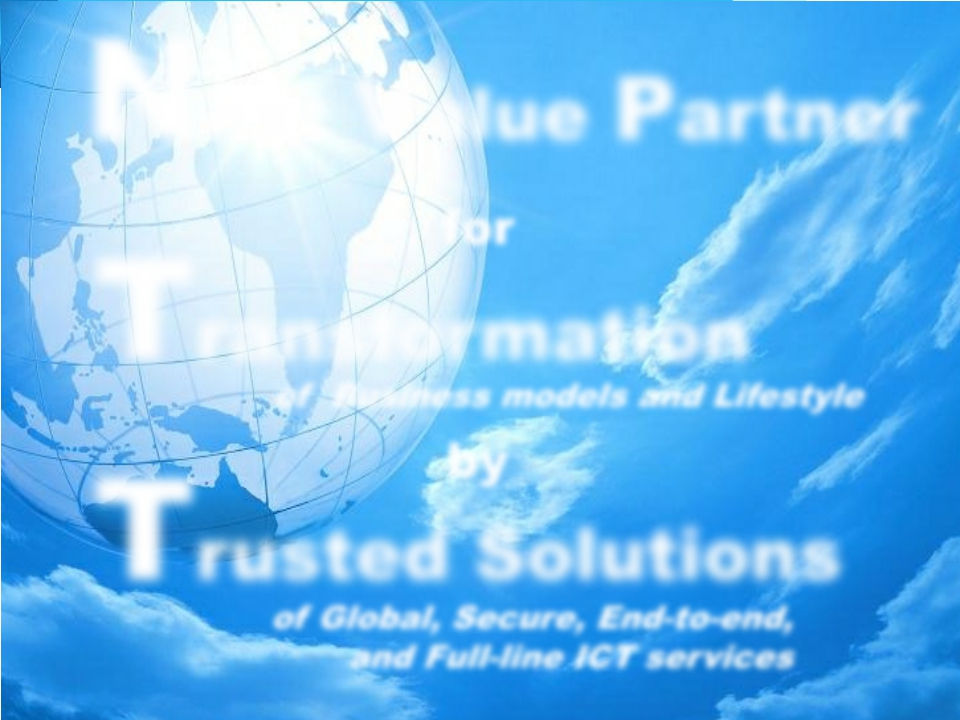 New Value Partner
for
Transformation
of Business models and Lifestyle
by
Trusted Solutions
of Global, Secure, End-to-end,
and Full-line ICT services